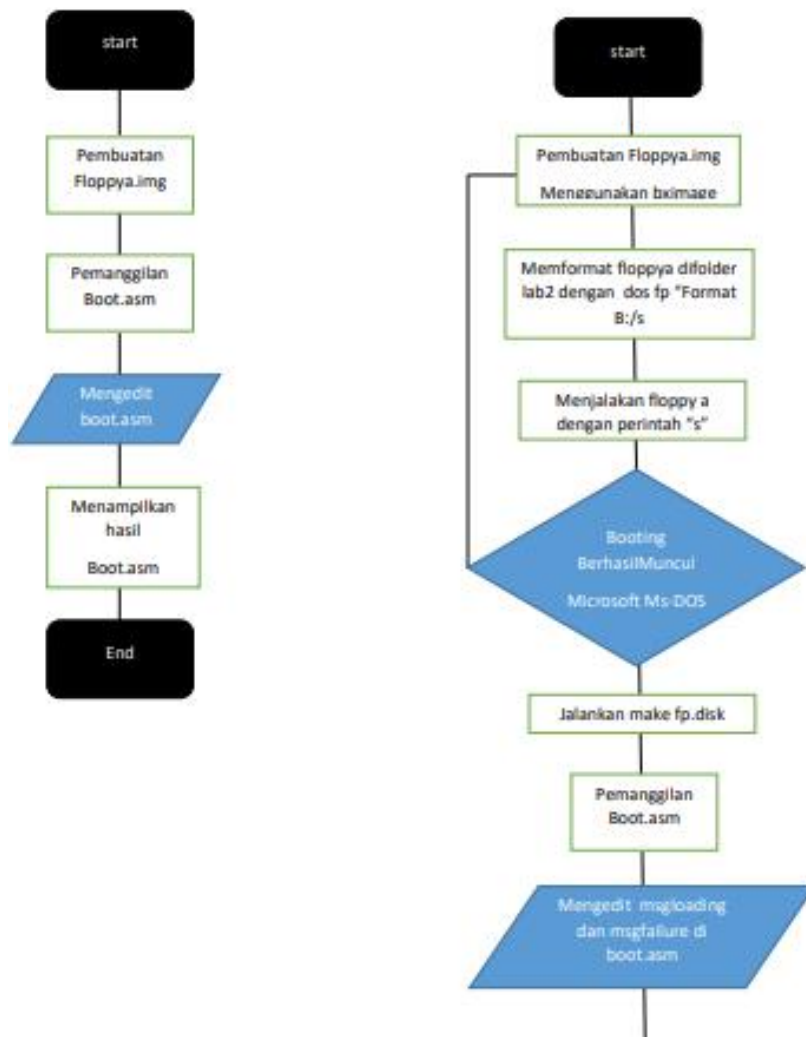 start
Pembuatan
Floppya.img
Pemanggilan
Boot.asm
Mengedit
boot.asm
Menampilkan
hasil
Boot.asm
End
start
Pembuatan Floppya.img
Menggunakan bximage
Memformat floppya difolder
lab2 dengan dos fp "Format
B:/s
Menjalakan floppy a
dengan perintah "s"
Booting
BerhasilMuncul
Microsoft Ms-DOS
Jalankan make fp.disk
Pemanggilan
Boot.asm
Mengedit msgloading
dan msgfailure di
boot.asm